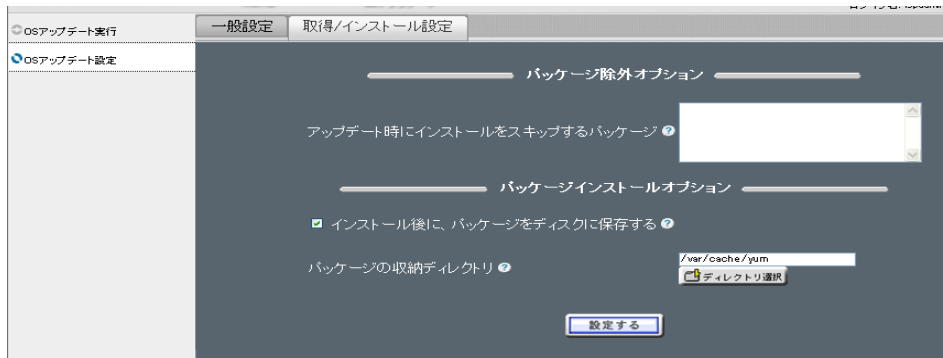 OSアップデート実行
OSアップデート設定
一般設定
取得/インストール設定
パッケージ除外オプション
アップデート時にインストールをスキップするパッケージ
パッケージインストールオプション
インストール後に、パッケージをディスクに保存する
パッケージの収納ディレクトリ
/var/cache/yum
ディレクトリ選択
設定する